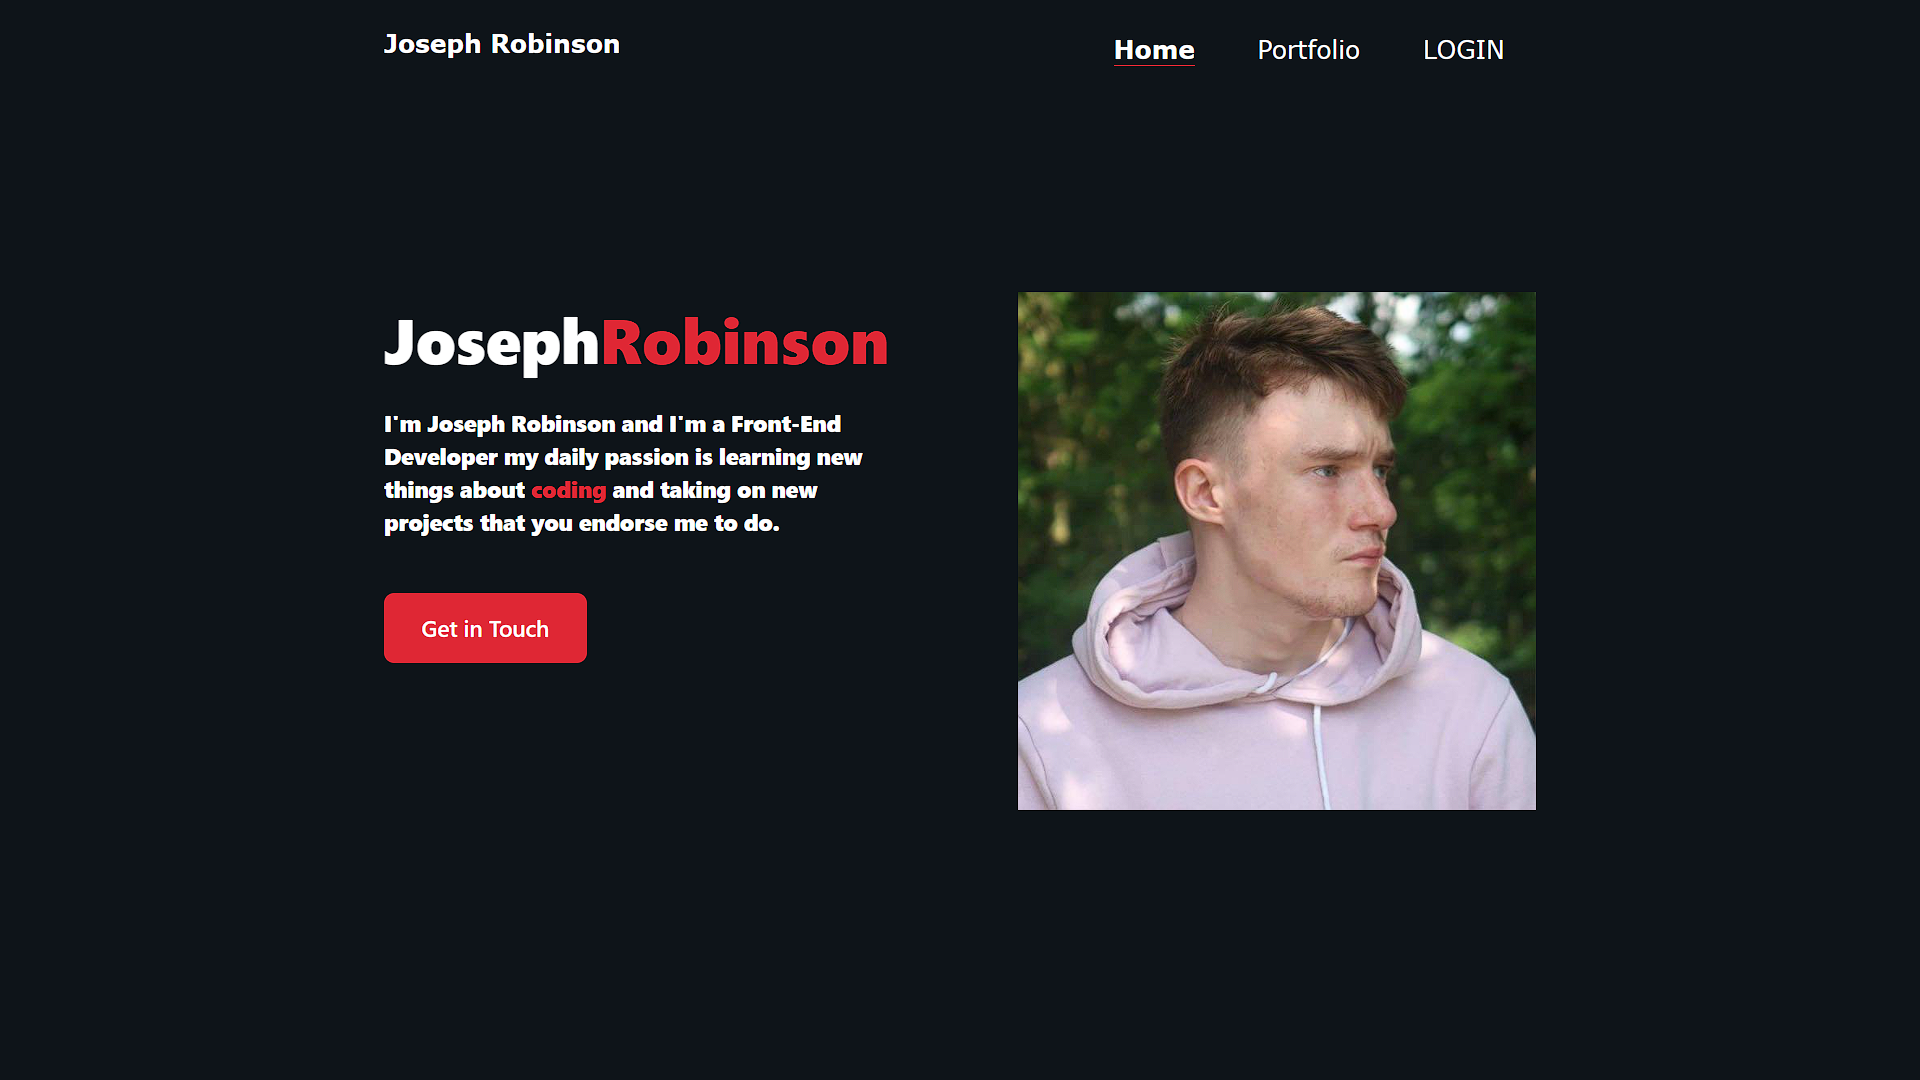 Joseph Robinson
Home Portfolio LOGIN
JosephRobinson
I'm Joseph Robinson and I'm a Front-End
Developer my daily passion is learning new
things about coding and taking on new
projects that you endorse me to do.
Get in Touch